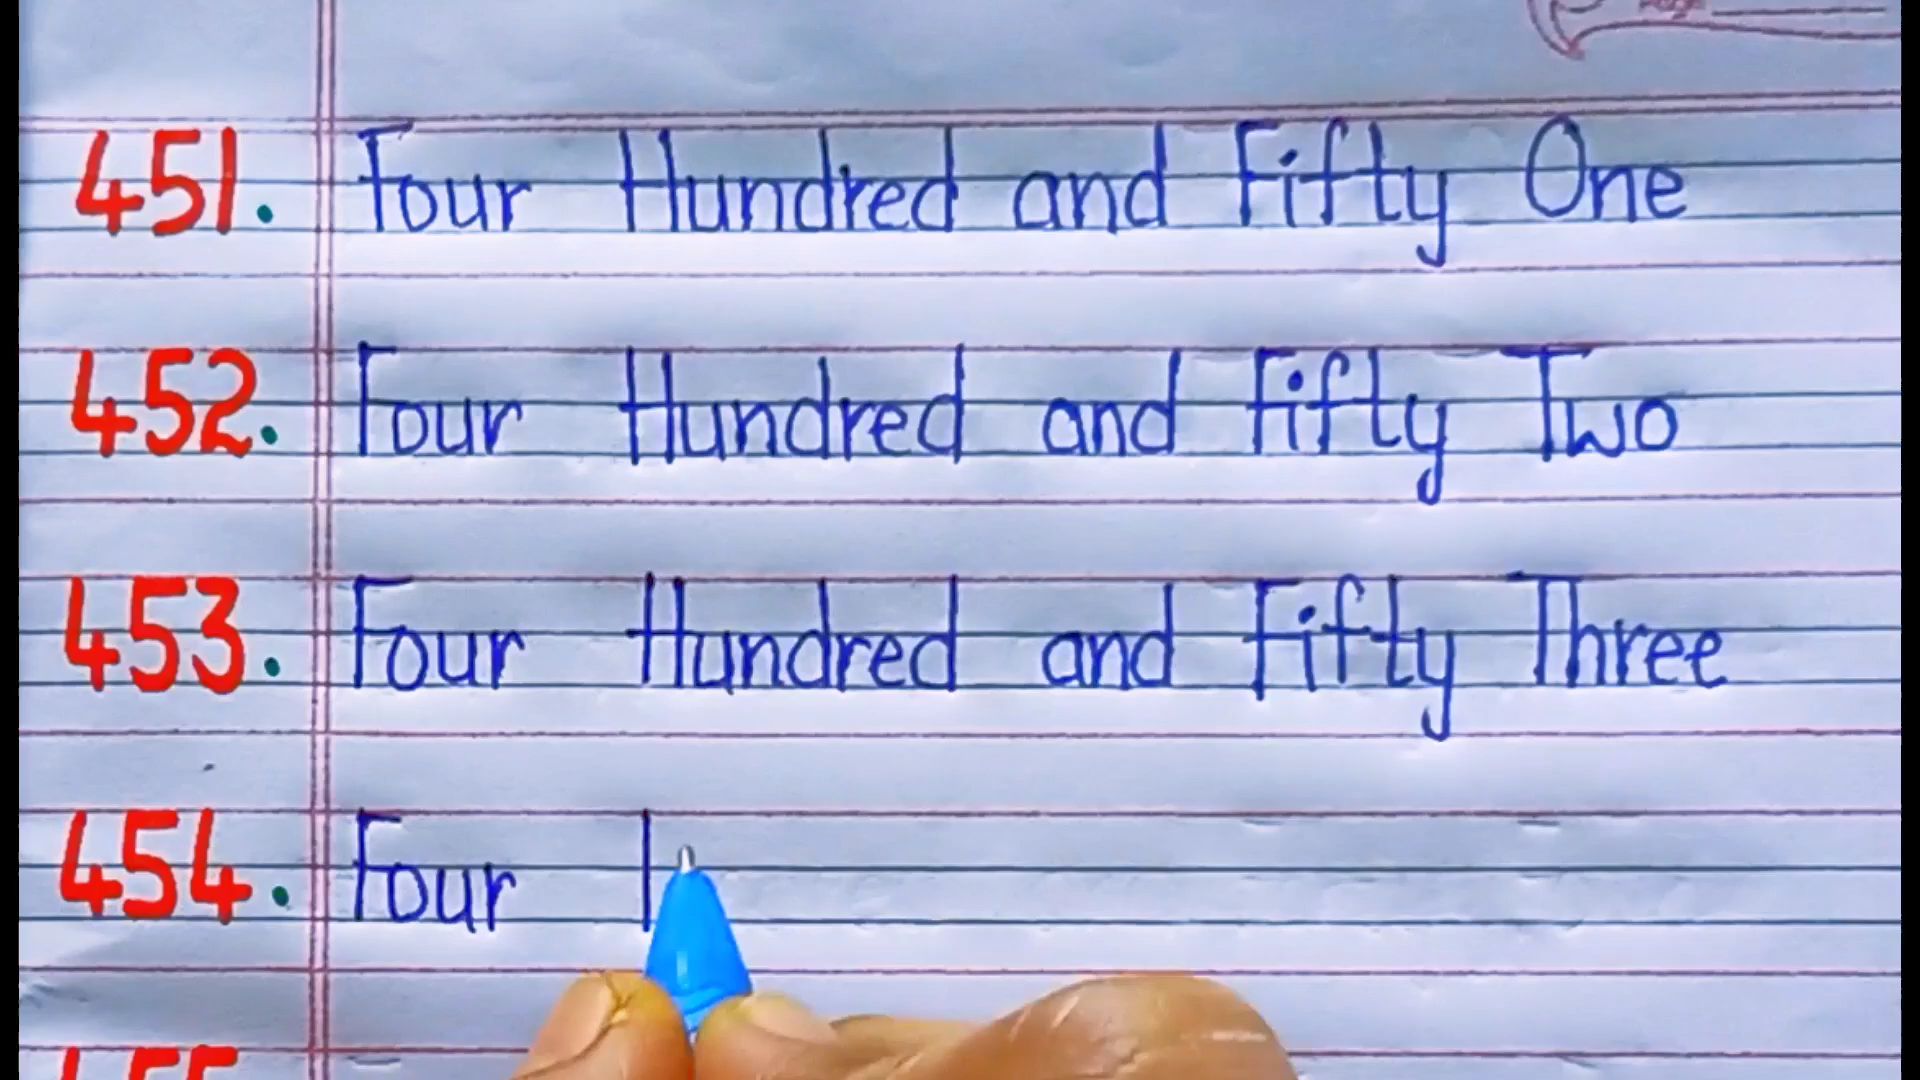 451. Four Hundred and Fifty One
452. Four Hundred and Fifty Two
453. Four Hundred and Fifty Three
454. Four